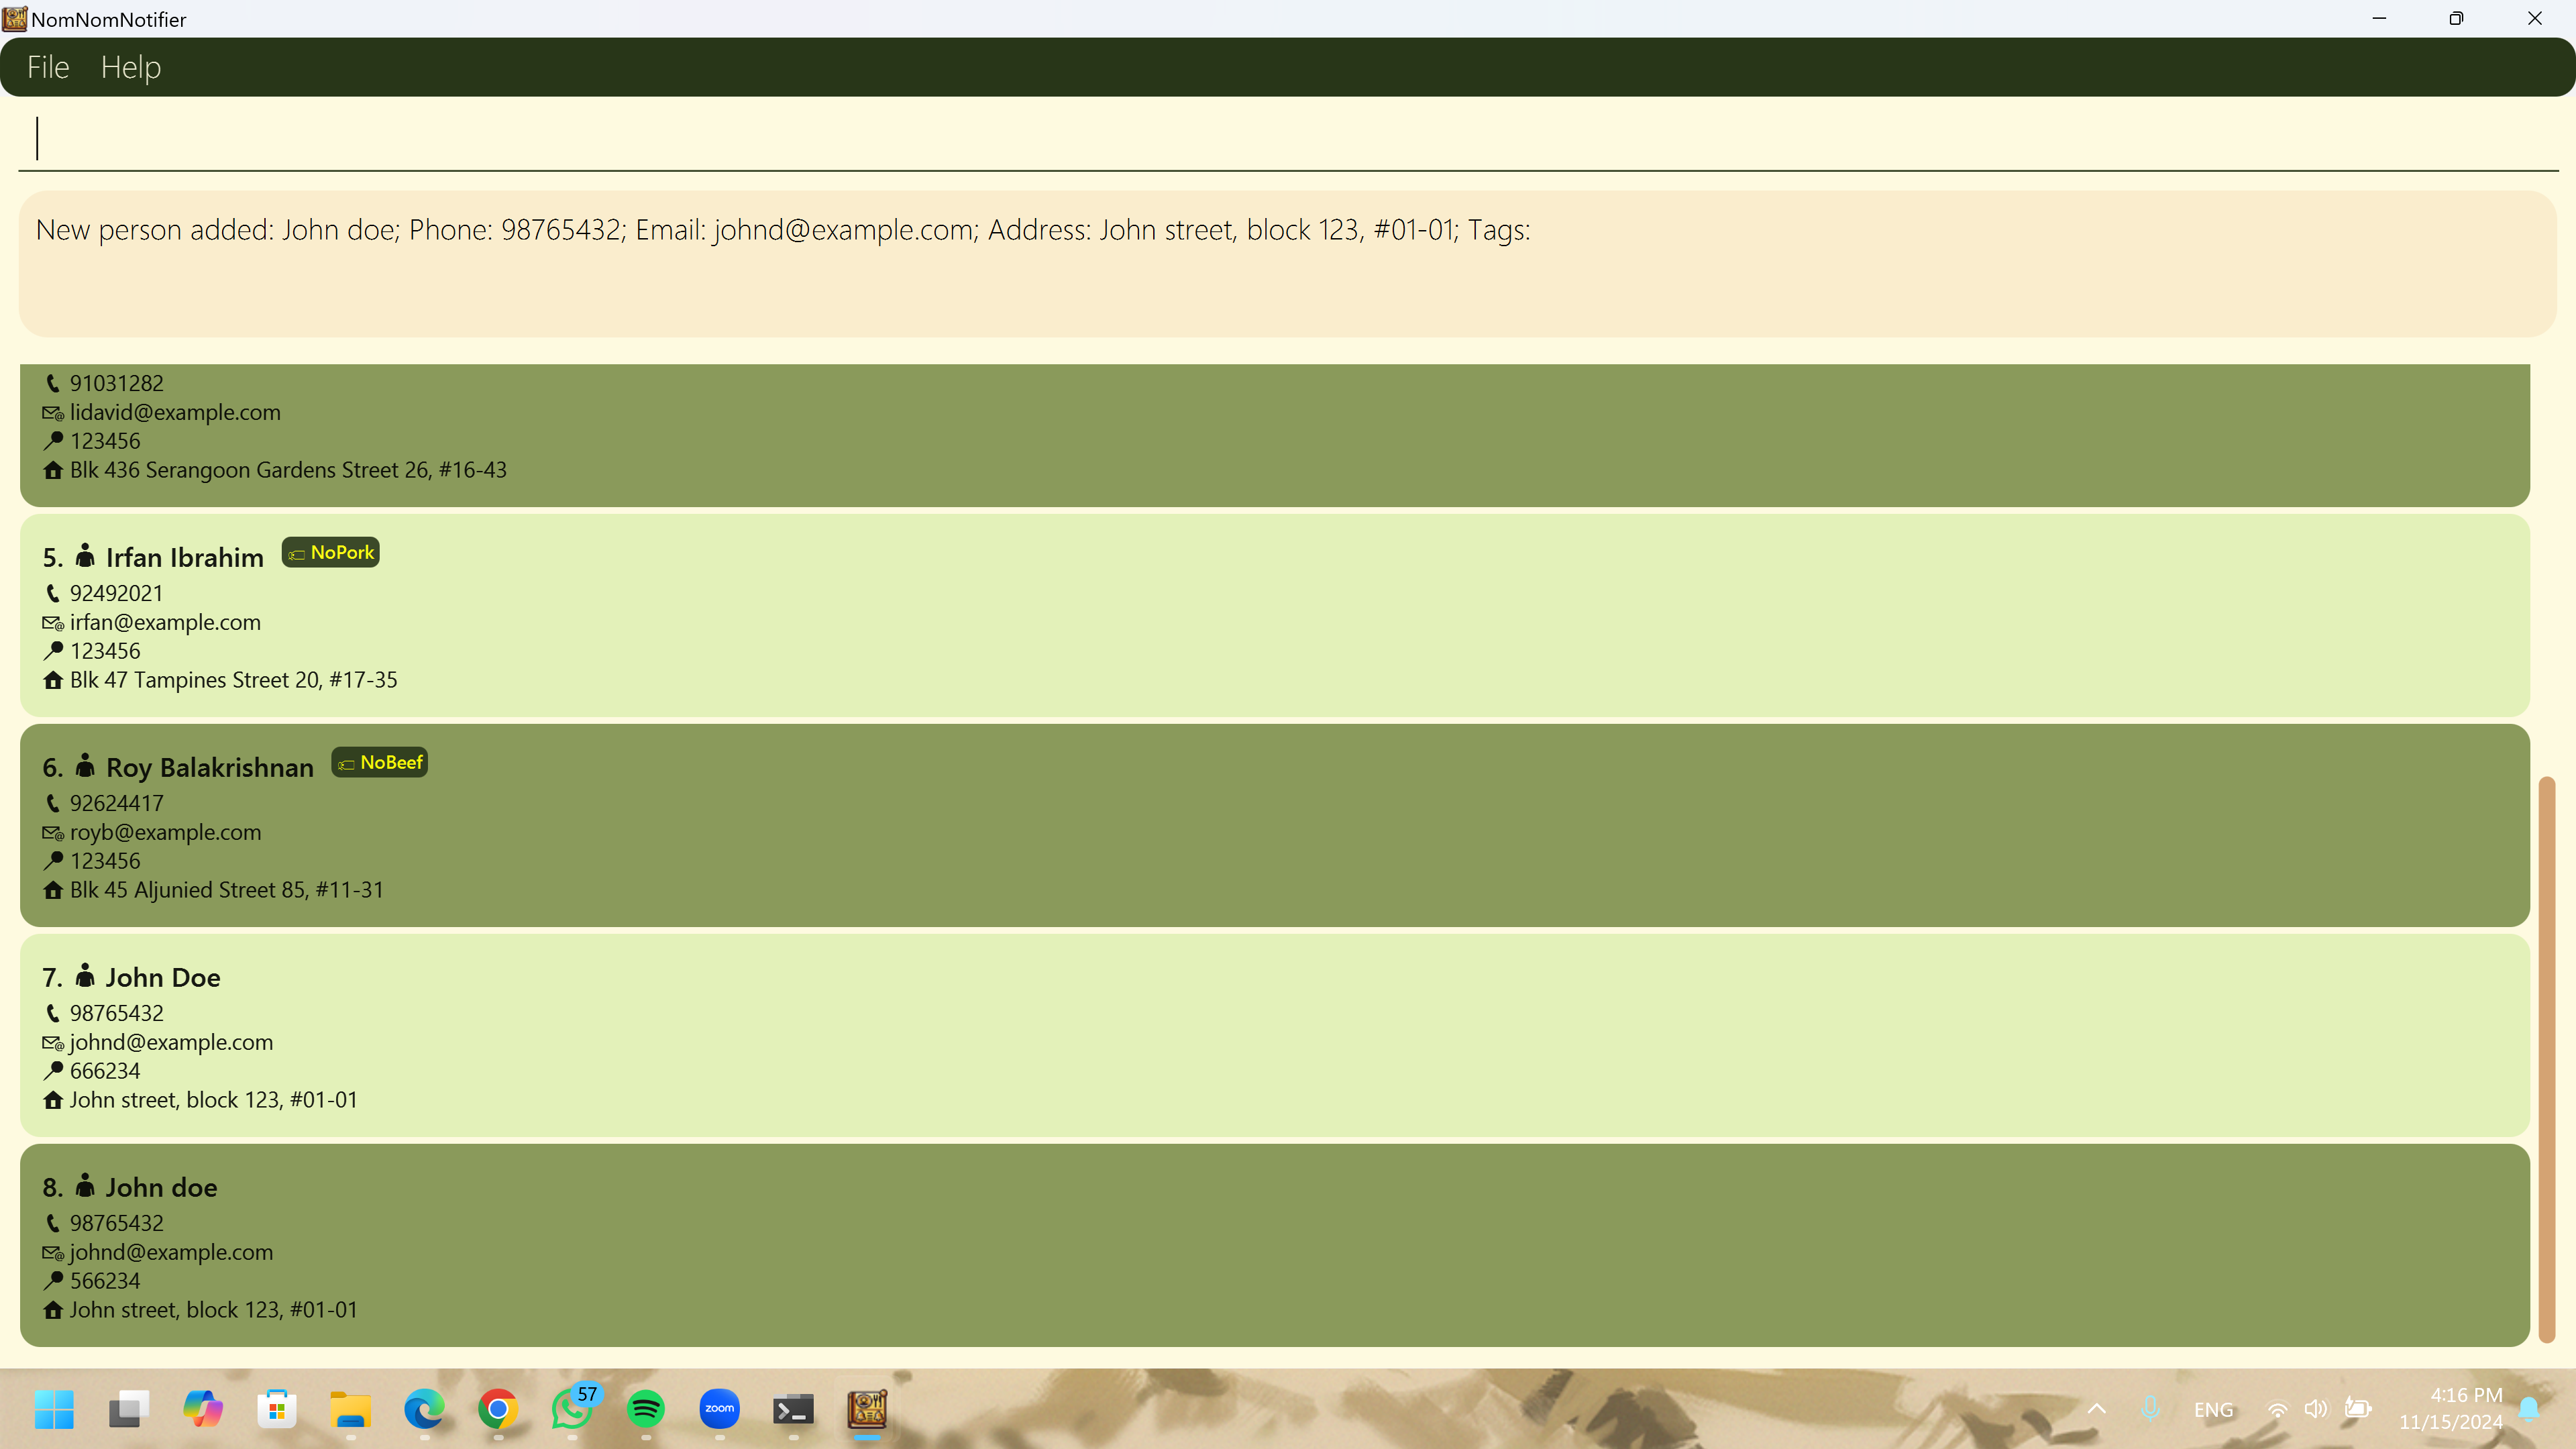 NomNomNotifier
File Help
New person added: John doe; Phone: 98765432; Email: johnd@example.com; Address: John street, block 123, #01-01; Tags:
91031282
lidavid@example.com
123456
Blk 436 Serangoon Gardens Street 26, #16-43
5. Irfan Ibrahim NoPork
92492021
irfan@example.com
123456
Blk 47 Tampines Street 20, #17-35
6. Roy Balakrishnan NoBeef
92624417
royb@example.com
123456
Blk 45 Aljunied Street 85, #11-31
7. John Doe
98765432
johnd@example.com
666234
John street, block 123, #01-01
8. John doe
98765432
johnd@example.com
566234
John street, block 123, #01-01
57
zoom
ENG
4:16 PM
11/15/2024